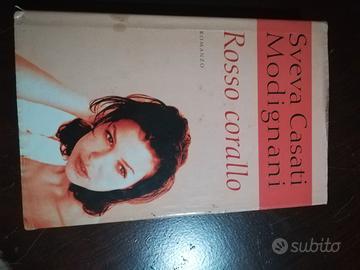 Sveva Casati
Modignani
Rosso corallo
ROMANZO
subito